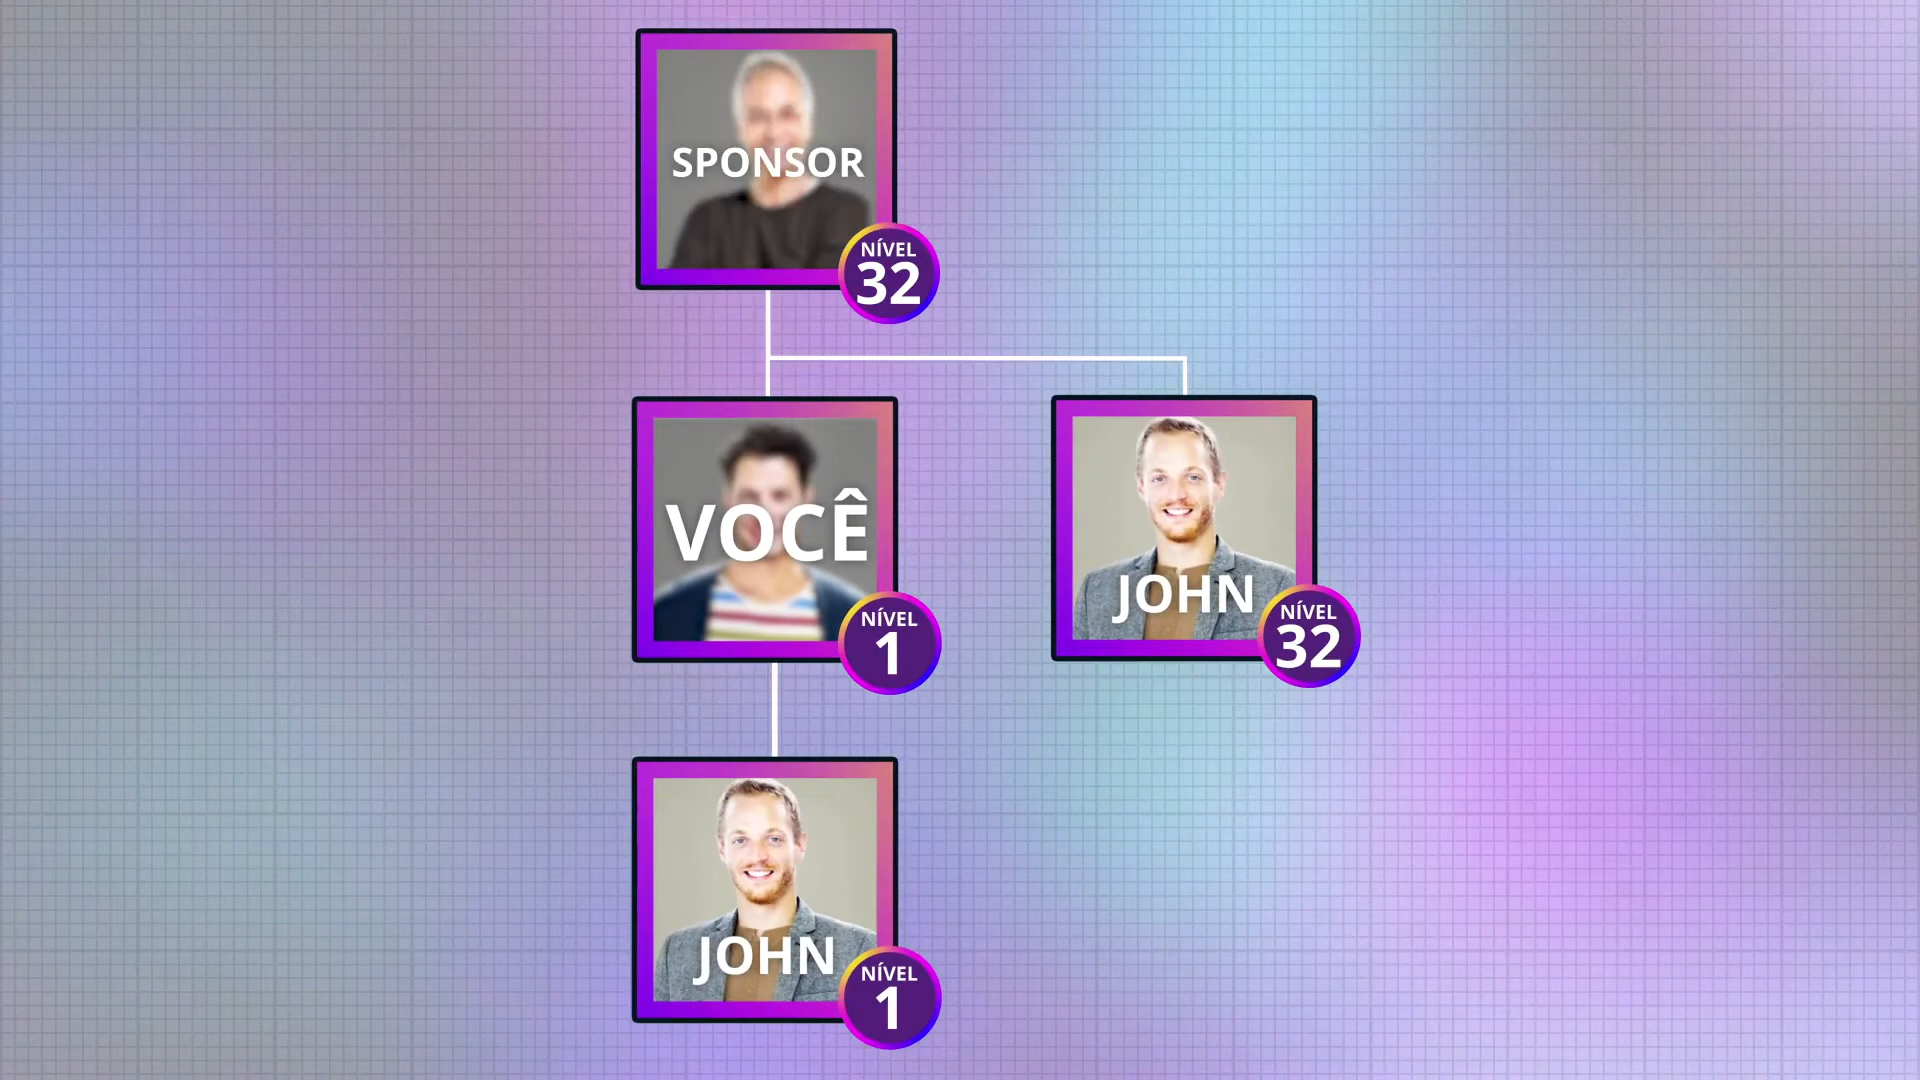 SPONSOR
NÍVEL
32
VOCÊ
NÍVEL
1
JOHN
NÍVEL
32
JOHN
NÍVEL
1